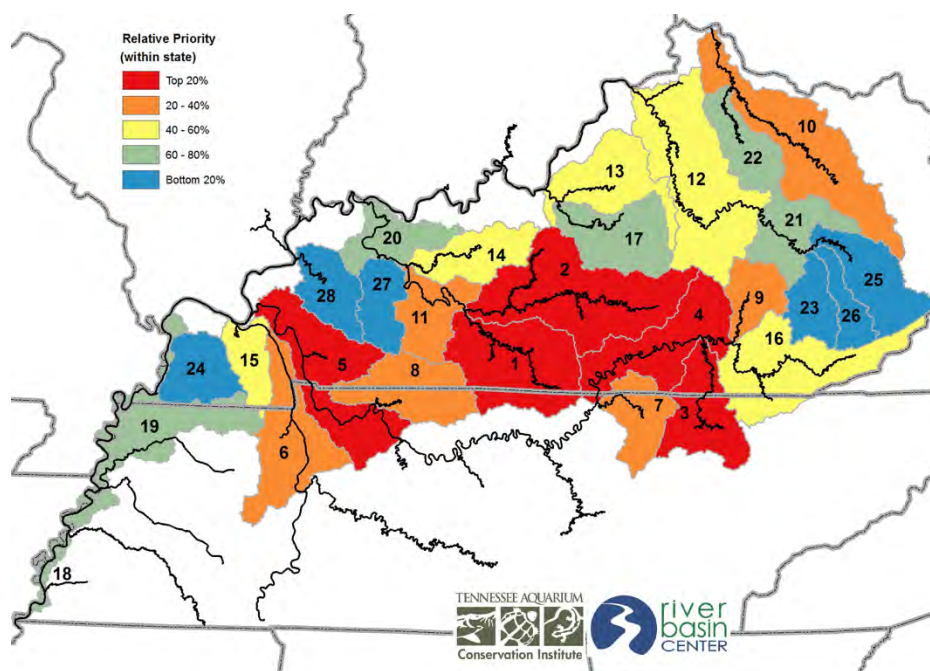 Relative Priority
(within state)
Top 20%
20 - 40%
40 - 60%
60 - 80%
Bottom 20%
10
22
12
13
21
17
20
14
2
25
28
27
9
23
26
11
4
16
5
15
24
1
8
7
3
19
6
18
TENNESSEE AQUARIUM
Conservation Institute
river
basin
CENTER